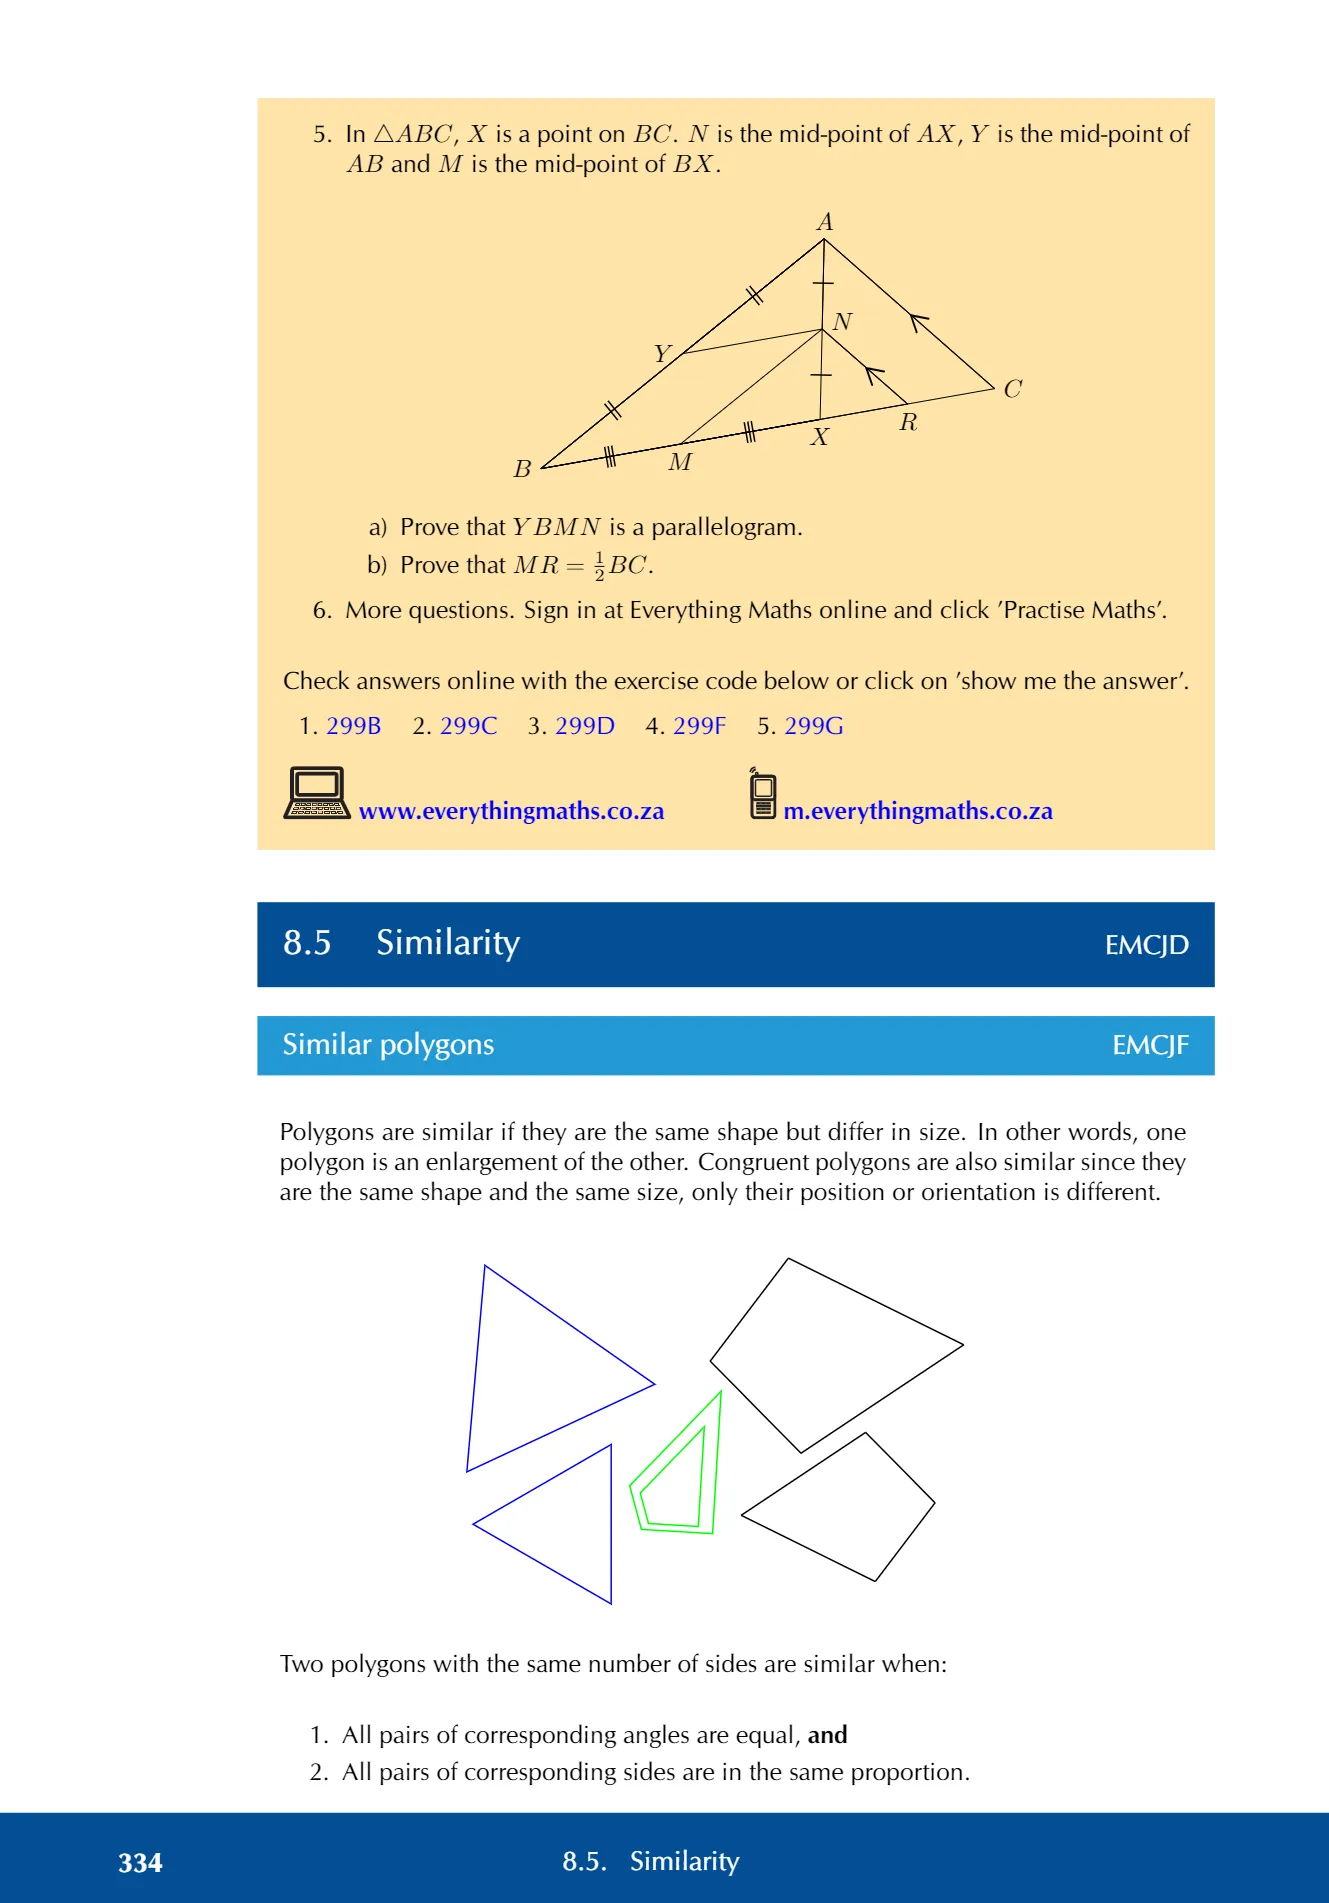 5. In △ABC, X is a point on BC. N is the mid-point of AX, Y is the mid-point of
AB and M is the mid-point of BX.
A
N
Y
C
R
X
M
B
a) Prove that YBMN is a parallelogram.
b) Prove that MR = 1/2 BC.
6. More questions. Sign in at Everything Maths online and click ’Practise Maths’.
Check answers online with the exercise code below or click on ’show me the answer’.
1. 299B 2. 299C 3. 299D 4. 299F 5. 299G
www.everythingmaths.co.za m.everythingmaths.co.za
8.5 Similarity EMCJD
Similar polygons EMCJF
Polygons are similar if they are the same shape but differ in size. In other words, one
polygon is an enlargement of the other. Congruent polygons are also similar since they
are the same shape and the same size, only their position or orientation is different.
Two polygons with the same number of sides are similar when:
1. All pairs of corresponding angles are equal, and
2. All pairs of corresponding sides are in the same proportion.
334 8.5. Similarity